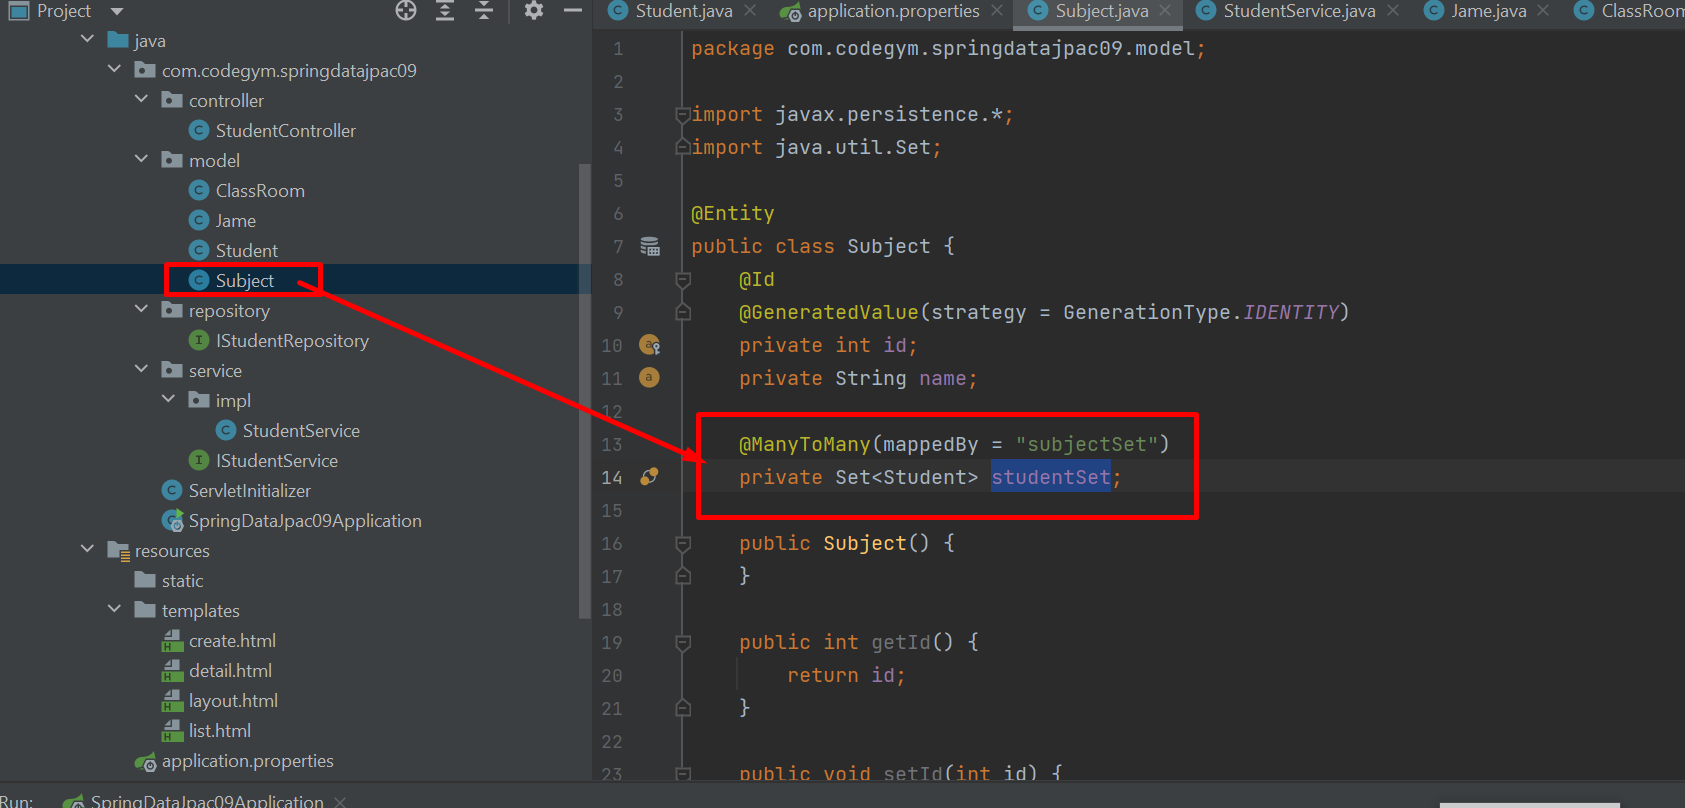 Project
java
com.codegym.springdatajpac09
controller
StudentController
model
ClassRoom
Jame
Student
Subject
repository
IStudentRepository
service
impl
StudentService
IStudentService
ServletInitializer
SpringDataJpac09Application
resources
static
templates
create.html
detail.html
layout.html
list.html
application.properties
Student.java application.properties Subject.java StudentService.java Jame.java ClassRoom
1 package com.codegym.springdatajpac09.model;
2
3 import javax.persistence.*;
4 import java.util.Set;
5
6 @Entity
7 public class Subject {
8 @Id
9 @GeneratedValue(strategy = GenerationType.IDENTITY)
10 private int id;
11 private String name;
12
13 @ManyToMany(mappedBy = "subjectSet")
14 private Set<Student> studentSet;
15
16 public Subject() {
17 }
18
19 public int getId() {
20 return id;
21 }
22
23 public void setId(int id) {
Run: SpringDataJpac09Application